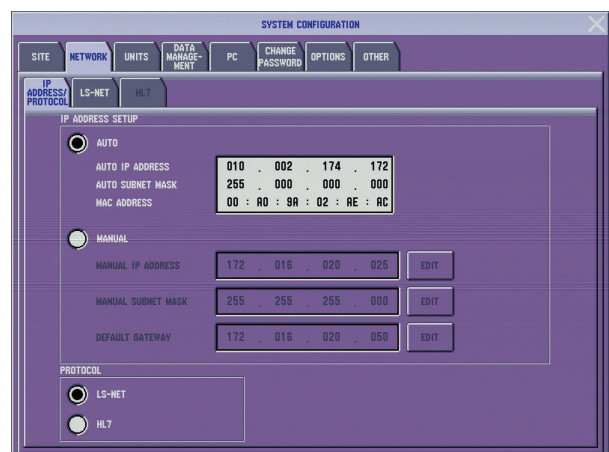 SYSTEM CONFIGURATION
SITE
NETWORK
UNITS
DATA
MANAGE-
MENT
PC
CHANGE
PASSWORD
OPTIONS
OTHER
IP
ADDRESS/
PROTOCOL
LS-NET
HL7
IP ADDRESS SETUP
AUTO
AUTO IP ADDRESS 010 . 002 . 174 . 172
AUTO SUBNET MASK 255 . 000 . 000 . 000
MAC ADDRESS 00 : A0 : 9A : 02 : AE : AC
MANUAL
MANUAL IP ADDRESS 172 . 016 . 020 . 025 EDIT
MANUAL SUBNET MASK 255 . 255 . 255 . 000 EDIT
DEFAULT GATEWAY 172 . 016 . 020 . 050 EDIT
PROTOCOL
LS-NET
HL7